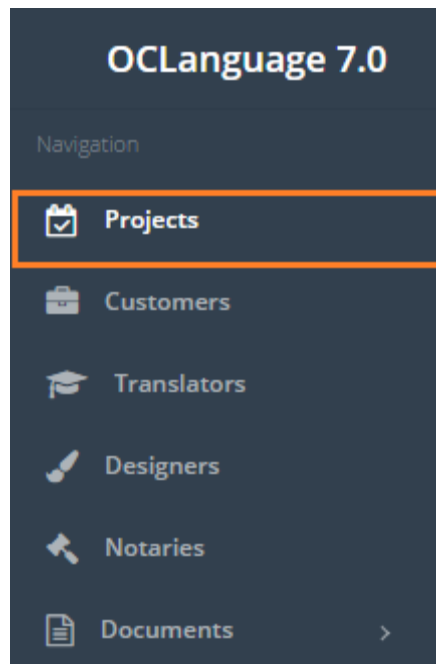 OCLanguage 7.0
Navigation
Projects
Customers
Translators
Designers
Notaries
Documents